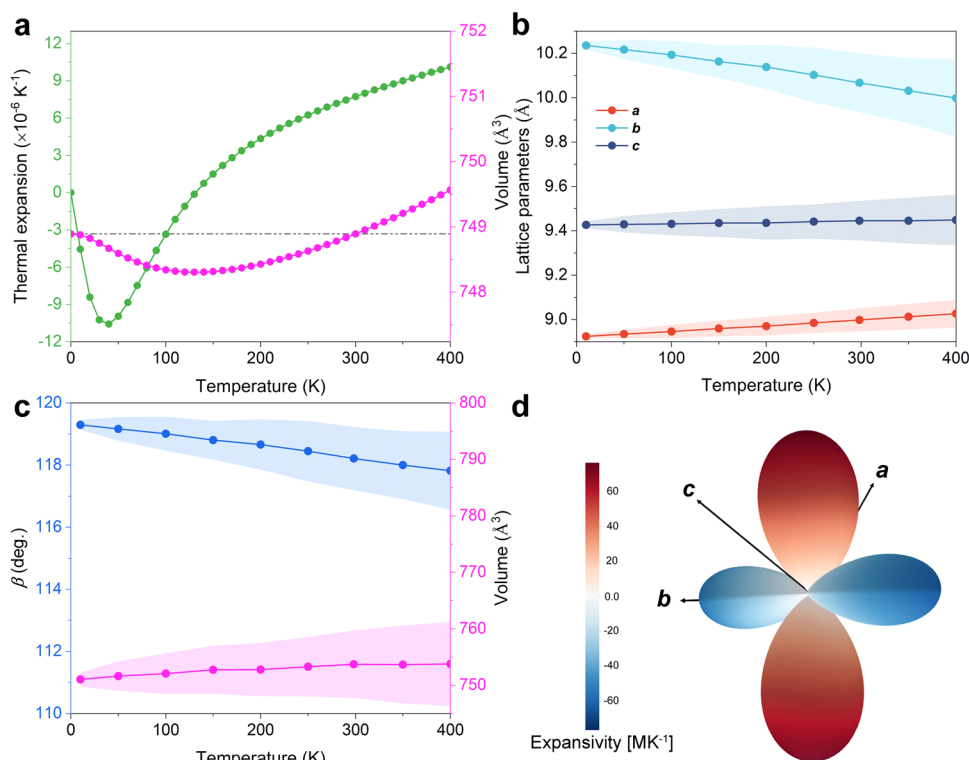 a
12
9
6
3
0
-3
-6
-9
-12
Thermal expansion (×10⁻⁶ K⁻¹)
0
100
200
300
400
Temperature (K)
752
751
750
749
748
Volume (Å³)
b
10.2
10.0
9.8
9.6
9.4
9.2
9.0
Lattice parameters (Å)
a
b
c
0
100
200
300
400
Temperature (K)
c
120
118
116
114
112
110
β (deg.)
0
100
200
300
400
800
790
780
770
760
750
Volume (Å³)
Temperature (K)
d
60
40
20
0.0
-20
-40
-60
Expansivity [MK⁻¹]
c
a
b